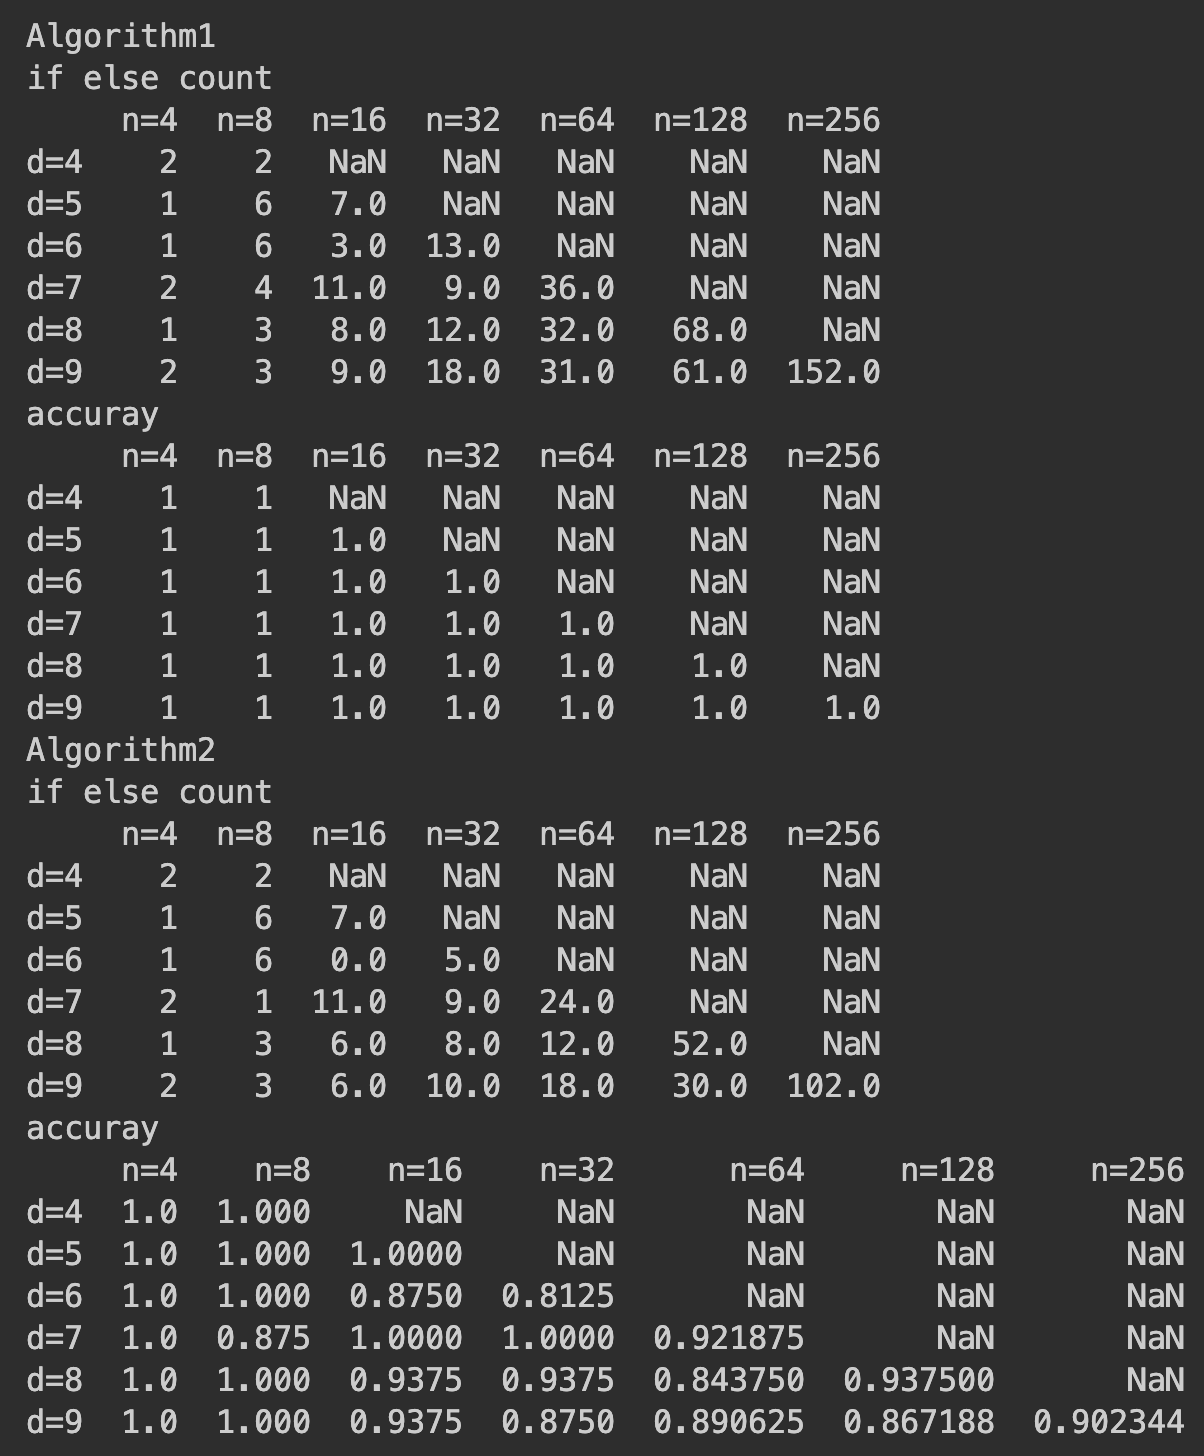 Algorithm1
if else count
     n=4  n=8  n=16  n=32  n=64  n=128  n=256
d=4    2    2   NaN   NaN   NaN    NaN    NaN
d=5    1    6   7.0   NaN   NaN    NaN    NaN
d=6    1    6   3.0  13.0   NaN    NaN    NaN
d=7    2    4  11.0   9.0  36.0    NaN    NaN
d=8    1    3   8.0  12.0  32.0   68.0    NaN
d=9    2    3   9.0  18.0  31.0   61.0  152.0
accuray
     n=4  n=8  n=16  n=32  n=64  n=128  n=256
d=4    1    1   NaN   NaN   NaN    NaN    NaN
d=5    1    1   1.0   NaN   NaN    NaN    NaN
d=6    1    1   1.0   1.0   NaN    NaN    NaN
d=7    1    1   1.0   1.0   1.0    NaN    NaN
d=8    1    1   1.0   1.0   1.0    1.0    NaN
d=9    1    1   1.0   1.0   1.0    1.0    1.0
Algorithm2
if else count
     n=4  n=8  n=16  n=32  n=64  n=128  n=256
d=4    2    2   NaN   NaN   NaN    NaN    NaN
d=5    1    6   7.0   NaN   NaN    NaN    NaN
d=6    1    6   0.0   5.0   NaN    NaN    NaN
d=7    2    1  11.0   9.0  24.0    NaN    NaN
d=8    1    3   6.0   8.0  12.0   52.0    NaN
d=9    2    3   6.0  10.0  18.0   30.0  102.0
accuray
     n=4    n=8    n=16    n=32      n=64     n=128     n=256
d=4  1.0  1.000     NaN     NaN       NaN       NaN       NaN
d=5  1.0  1.000  1.0000     NaN       NaN       NaN       NaN
d=6  1.0  1.000  0.8750  0.8125       NaN       NaN       NaN
d=7  1.0  0.875  1.0000  1.0000  0.921875       NaN       NaN
d=8  1.0  1.000  0.9375  0.9375  0.843750  0.937500       NaN
d=9  1.0  1.000  0.9375  0.8750  0.890625  0.867188  0.902344